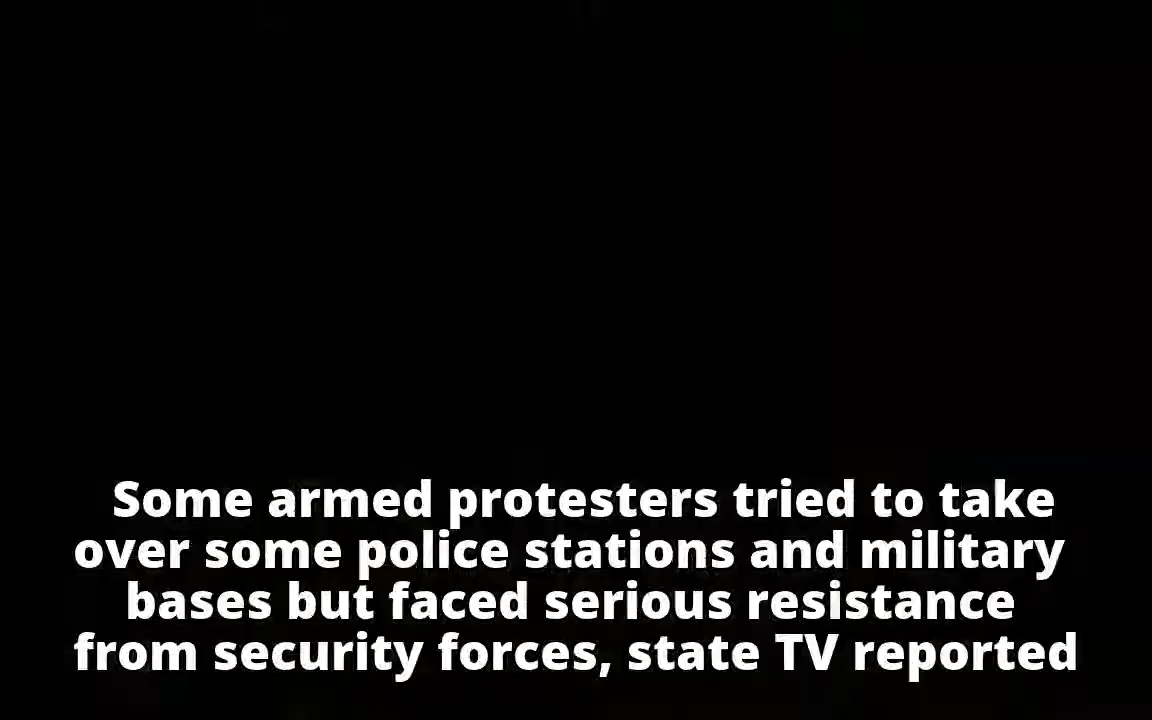 Some armed protesters tried to take
over some police stations and military
bases but faced serious resistance
from security forces, state TV reported